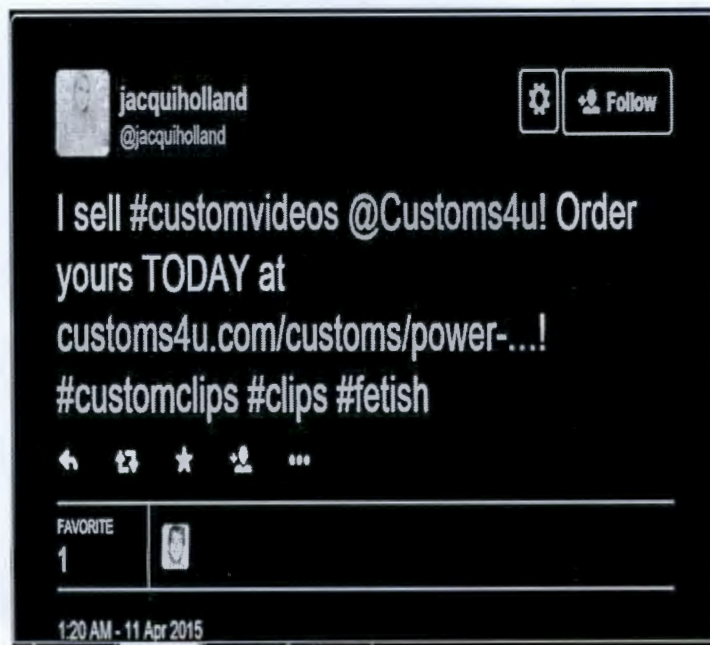 jacquiholland
@jacquiholland
Follow
I sell #customvideos @Customs4u! Order
yours TODAY at
customs4u.com/customs/power-...!
#customclips #clips #fetish
FAVORITE
1
1:20 AM - 11 Apr 2015